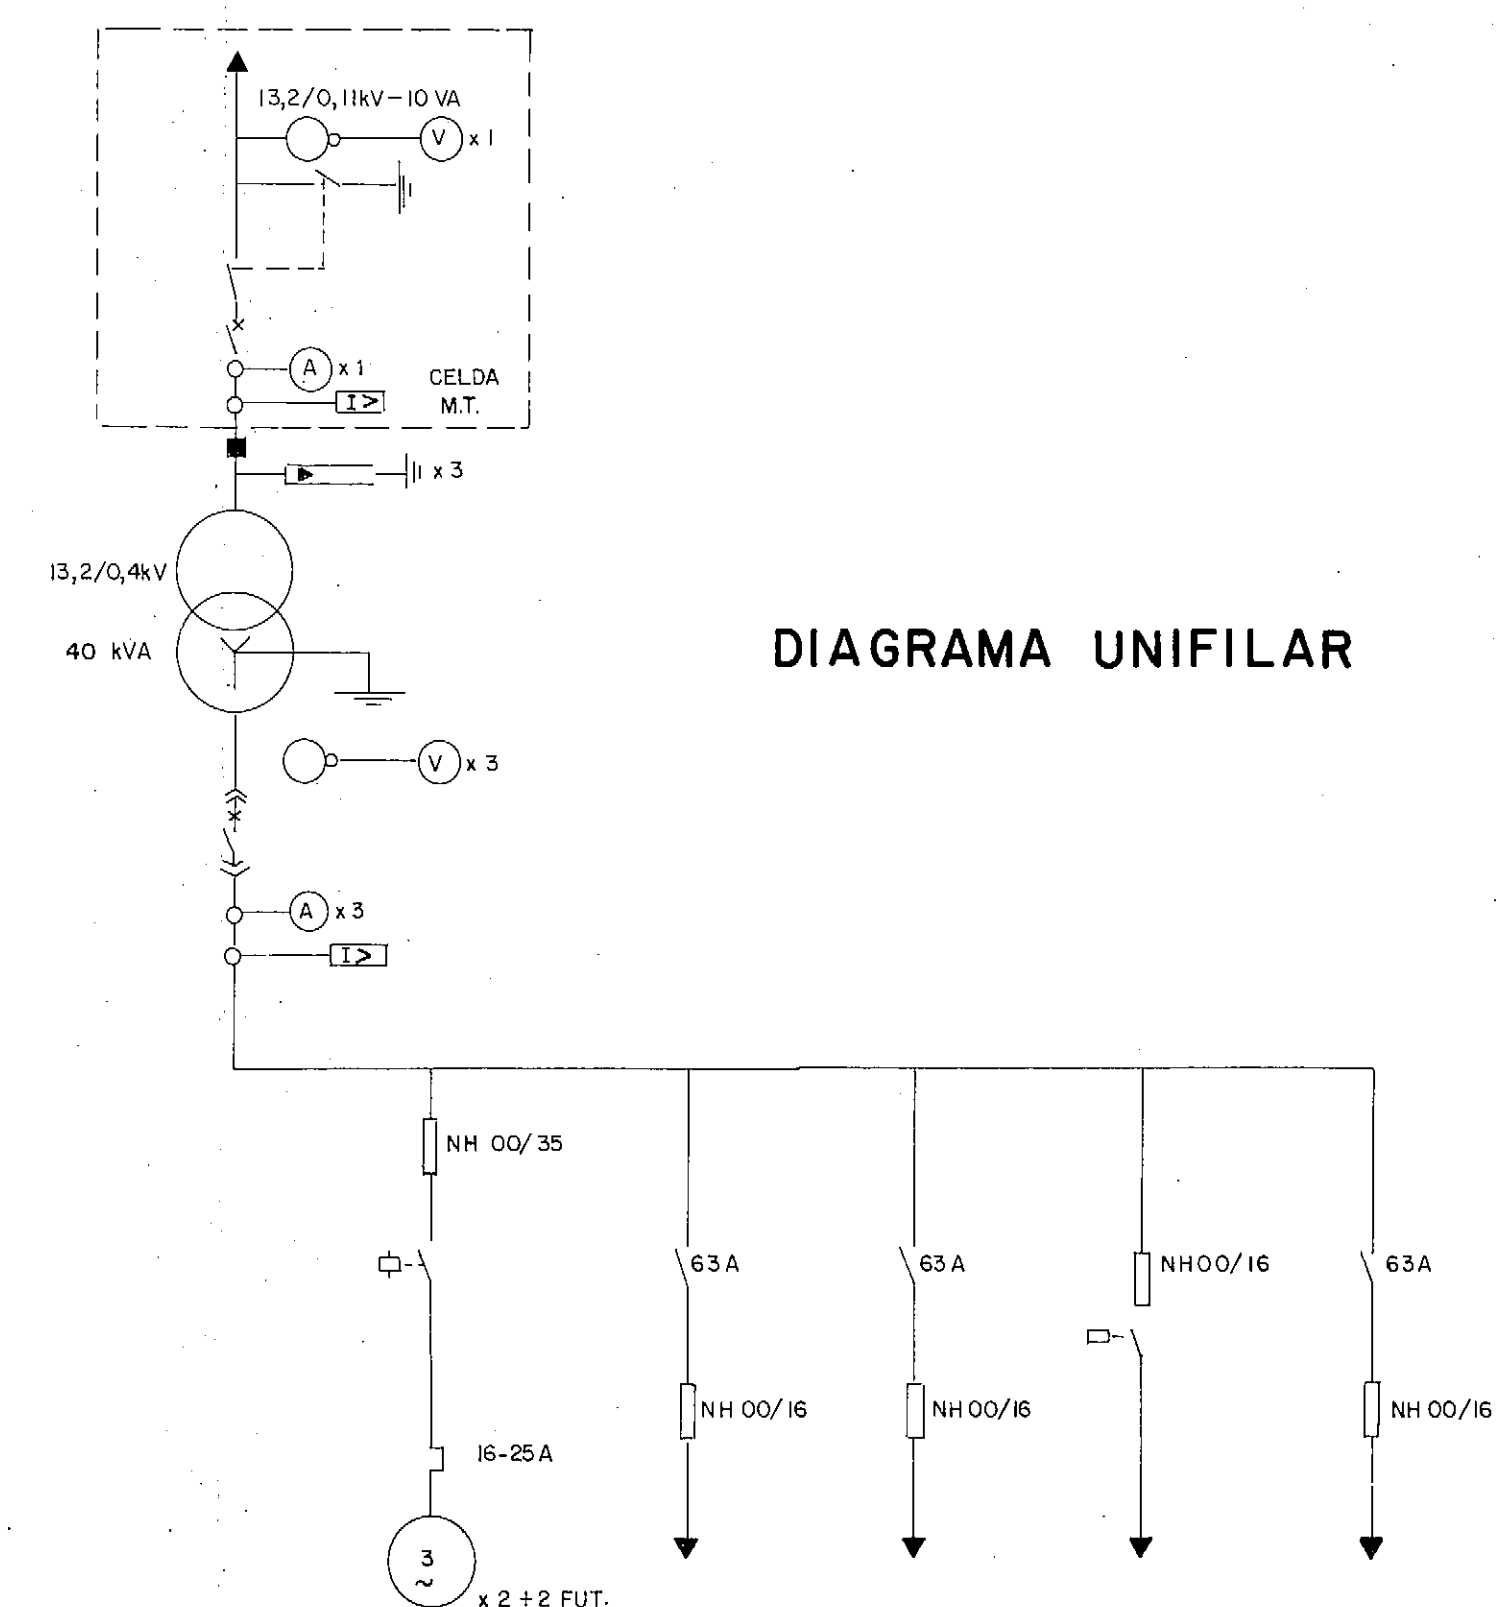 13,2/0,11kV-10 VA
V x 1
A x 1
CELDA
M.T.
I>
x 3
13,2/0,4kV
40 kVA
DIAGRAMA UNIFILAR
V x 3
A x 3
I>
NH 00/35
63A
63A
NH00/16
63A
NH 00/16
NH 00/16
NH 00/16
16-25A
3
~
x 2 + 2 FUT.